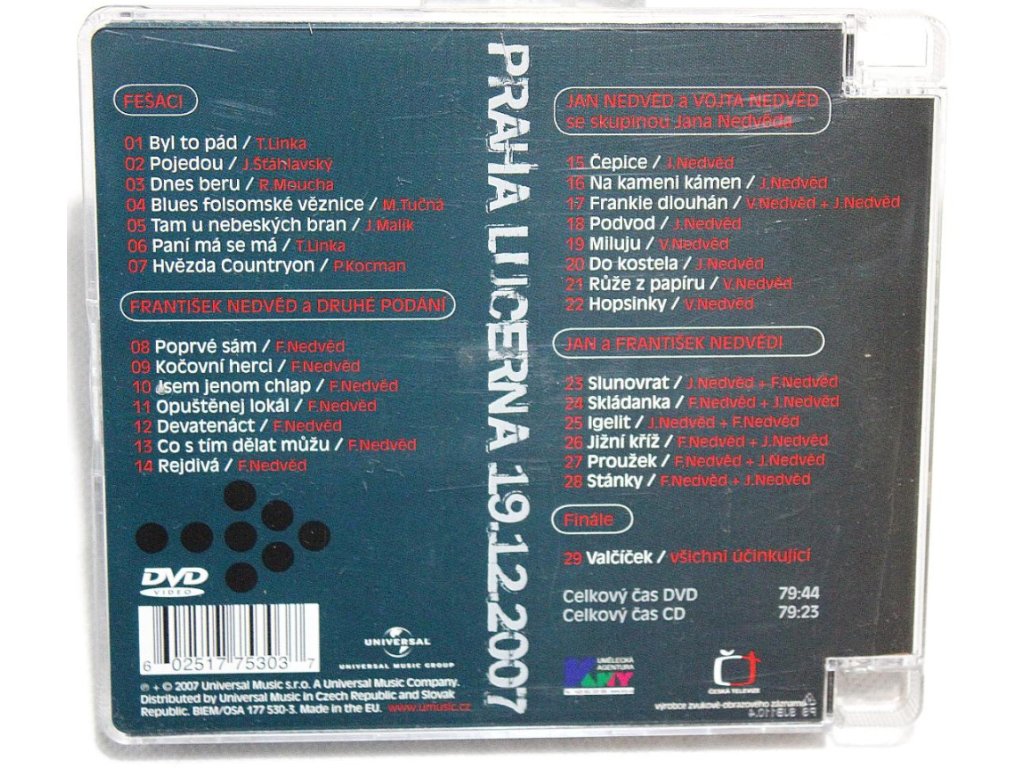 FEŠÁCI
01 Byl to pád / T.Linka
02 Pojedou / J.Šťáhlavský
03 Dnes beru / R.Moucha
04 Blues folsomské věznice / M.Tučná
05 Tam u nebeských bran / J.Malík
06 Paní má se má / T.Linka
07 Hvězda Countryon / P.Kocman
FRANTIŠEK NEDVĚD a DRUHÉ PODÁNÍ
08 Poprvé sám / F.Nedvěd
09 Kočovní herci / F.Nedvěd
10 Jsem jenom chlap / F.Nedvěd
11 Opuštěnej lokál / F.Nedvěd
12 Devatenáct / F.Nedvěd
13 Co s tím dělat můžu / F.Nedvěd
14 Rejdivá / F.Nedvěd
DVD
VIDEO
6 02517 75303 7
UNIVERSAL
UNIVERSAL MUSIC GROUP
℗ + © 2007 Universal Music s.r.o. A Universal Music Company.
Distributed by Universal Music in Czech Republic and Slovak
Republic. BIEM/OSA 177 530-3. Made in the EU. www.umusic.cz
PRAHA LUCERNA 19.12.2007
JAN NEDVĚD a VOJTA NEDVĚD
se skupinou Jana Nedvěda
15 Čepice / J.Nedvěd
16 Na kameni kámen / J.Nedvěd
17 Frankie dlouhán / V.Nedvěd + J.Nedvěd
18 Podvod / J.Nedvěd
19 Miluju / V.Nedvěd
20 Do kostela / J.Nedvěd
21 Růže z papíru / V.Nedvěd
22 Hopsinky / V.Nedvěd
JAN a FRANTIŠEK NEDVĚDI
23 Slunovrat / J.Nedvěd + F.Nedvěd
24 Skládanka / F.Nedvěd + J.Nedvěd
25 Igelit / J.Nedvěd + F.Nedvěd
26 Jižní kříž / F.Nedvěd + J.Nedvěd
27 Proužek / F.Nedvěd + J.Nedvěd
28 Stánky / F.Nedvěd + J.Nedvěd
Finále
29 Valčíček / všichni účinkující
Celkový čas DVD 79:44
Celkový čas CD 79:23
UMĚLECKÁ
AGENTURA
ČESKÁ TELEVIZE
výrobce zvukově-obrazového záznamu